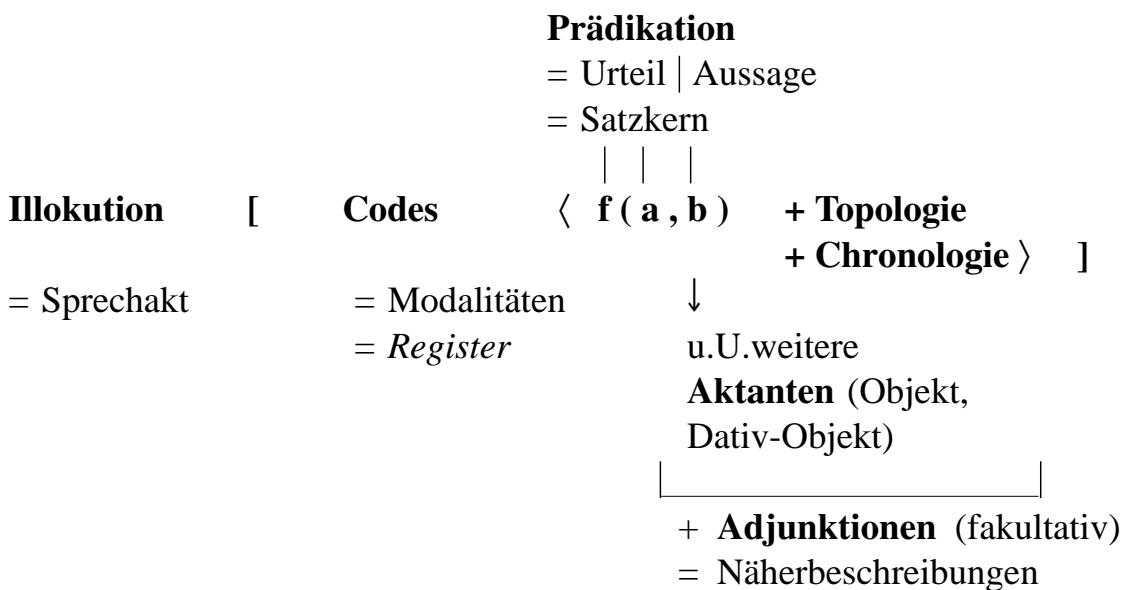 Prädikation
= Urteil | Aussage
= Satzkern
Illokution [ Codes ⟨ f ( a , b ) + Topologie
+ Chronologie ⟩ ]
= Sprechakt = Modalitäten ↓
= Register u.U.weitere
Aktanten (Objekt,
Dativ-Objekt)
+ Adjunktionen (fakultativ)
= Näherbeschreibungen